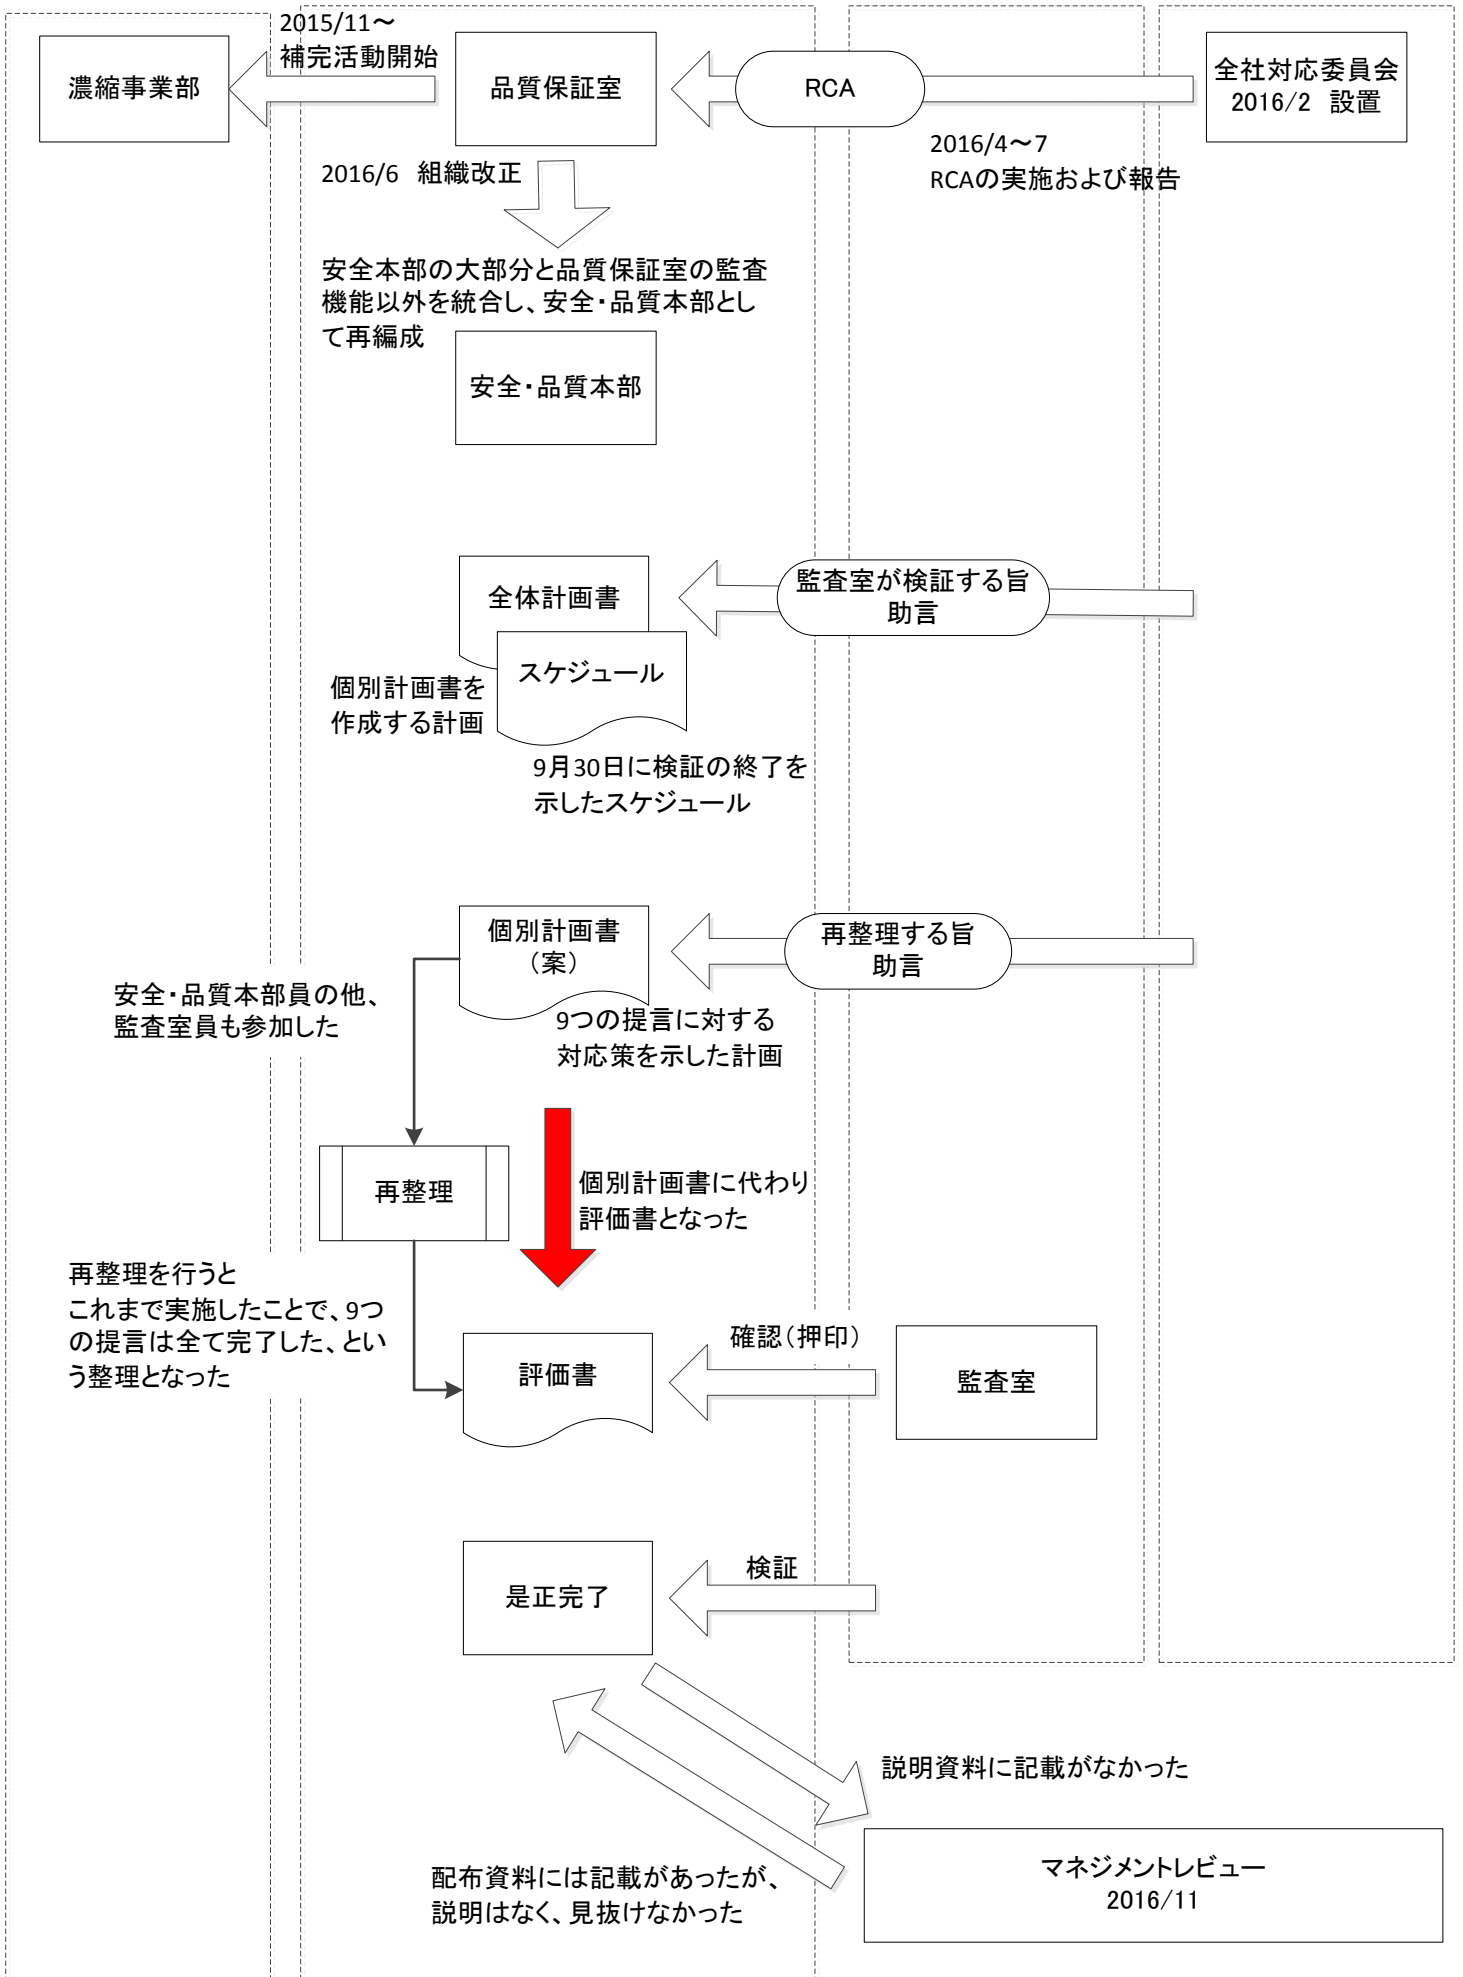 2015/11～
補完活動開始
濃縮事業部
品質保証室
RCA
全社対応委員会
2016/2 設置
2016/4～7
RCAの実施および報告
2016/6 組織改正
安全本部の大部分と品質保証室の監査
機能以外を統合し、安全・品質本部とし
て再編成
安全・品質本部
全体計画書
監査室が検証する旨
助言
スケジュール
個別計画書を
作成する計画
9月30日に検証の終了を
示したスケジュール
個別計画書
（案）
再整理する旨
助言
安全・品質本部員の他、
監査室員も参加した
9つの提言に対する
対応策を示した計画
再整理
個別計画書に代わり
評価書となった
再整理を行うと
これまで実施したことで、9つ
の提言は全て完了した、とい
う整理となった
評価書
確認（押印）
監査室
是正完了
検証
説明資料に記載がなかった
配布資料には記載があったが、
説明はなく、見抜けなかった
マネジメントレビュー
2016/11